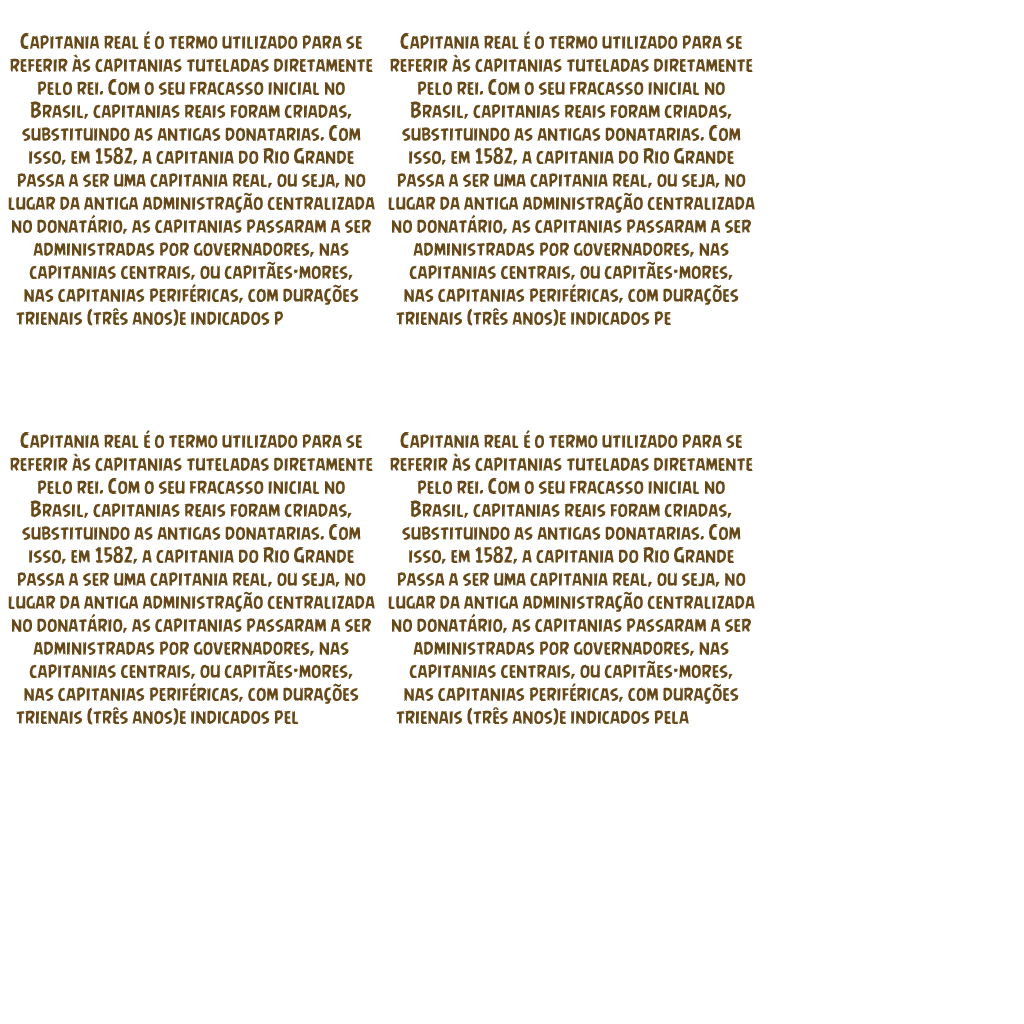 Capitania real é o termo utilizado para se
referir às capitanias tuteladas diretamente
pelo rei. Com o seu fracasso inicial no
Brasil, capitanias reais foram criadas,
substituindo as antigas donatarias. Com
isso, em 1582, a capitania do Rio Grande
passa a ser uma capitania real, ou seja, no
lugar da antiga administração centralizada
no donatário, as capitanias passaram a ser
administradas por governadores, nas
capitanias centrais, ou capitães-mores,
nas capitanias periféricas, com durações
trienais (três anos)e indicados p
Capitania real é o termo utilizado para se
referir às capitanias tuteladas diretamente
pelo rei. Com o seu fracasso inicial no
Brasil, capitanias reais foram criadas,
substituindo as antigas donatarias. Com
isso, em 1582, a capitania do Rio Grande
passa a ser uma capitania real, ou seja, no
lugar da antiga administração centralizada
no donatário, as capitanias passaram a ser
administradas por governadores, nas
capitanias centrais, ou capitães-mores,
nas capitanias periféricas, com durações
trienais (três anos)e indicados pe
Capitania real é o termo utilizado para se
referir às capitanias tuteladas diretamente
pelo rei. Com o seu fracasso inicial no
Brasil, capitanias reais foram criadas,
substituindo as antigas donatarias. Com
isso, em 1582, a capitania do Rio Grande
passa a ser uma capitania real, ou seja, no
lugar da antiga administração centralizada
no donatário, as capitanias passaram a ser
administradas por governadores, nas
capitanias centrais, ou capitães-mores,
nas capitanias periféricas, com durações
trienais (três anos)e indicados pel
Capitania real é o termo utilizado para se
referir às capitanias tuteladas diretamente
pelo rei. Com o seu fracasso inicial no
Brasil, capitanias reais foram criadas,
substituindo as antigas donatarias. Com
isso, em 1582, a capitania do Rio Grande
passa a ser uma capitania real, ou seja, no
lugar da antiga administração centralizada
no donatário, as capitanias passaram a ser
administradas por governadores, nas
capitanias centrais, ou capitães-mores,
nas capitanias periféricas, com durações
trienais (três anos)e indicados pela